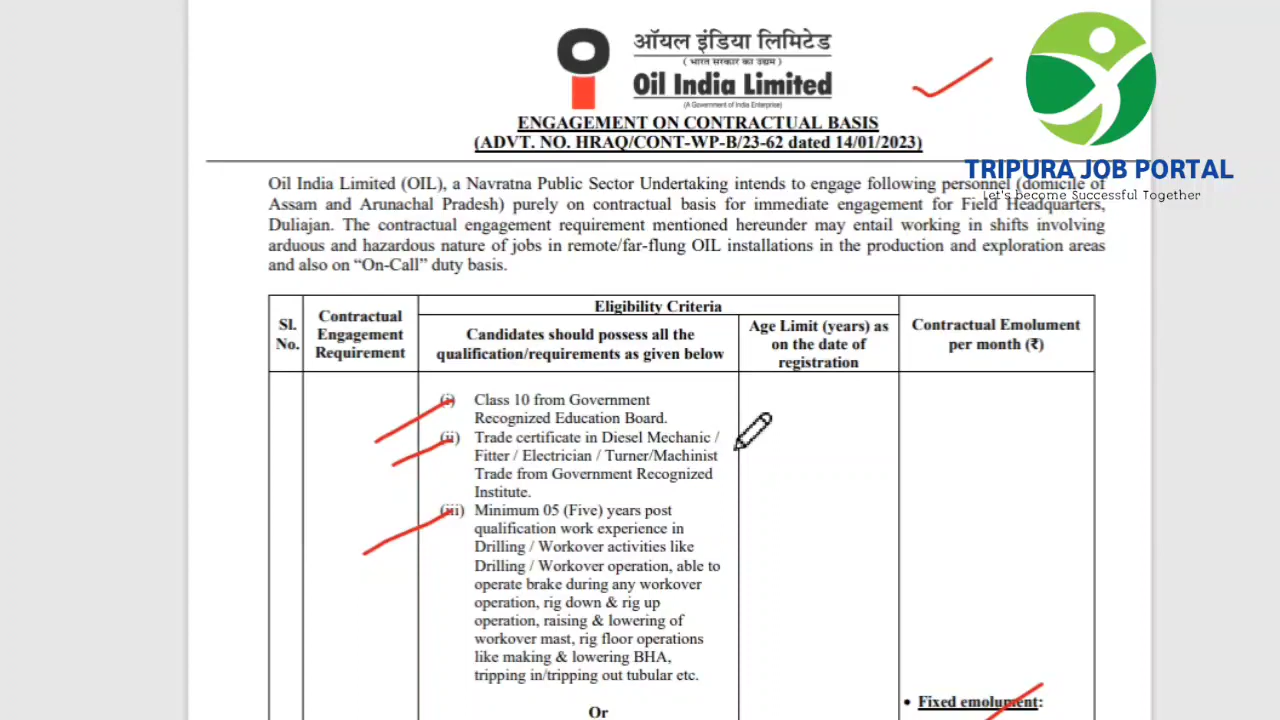 ऑयल इंडिया लिमिटेड
( भारत सरकार का उद्यम )
Oil India Limited
(A Government of India Enterprise)
ENGAGEMENT ON CONTRACTUAL BASIS
(ADVT. NO. HRAQ/CONT-WP-B/23-62 dated 14/01/2023)
TRIPURA JOB PORTAL
Let's become Successful Together
Oil India Limited (OIL), a Navratna Public Sector Undertaking intends to engage following personnel (domicile of
Assam and Arunachal Pradesh) purely on contractual basis for immediate engagement for Field Headquarters,
Duliajan. The contractual engagement requirement mentioned hereunder may entail working in shifts involving
arduous and hazardous nature of jobs in remote/far-flung OIL installations in the production and exploration areas
and also on “On-Call” duty basis.
Sl. No.
Contractual Engagement Requirement
Eligibility Criteria
Candidates should possess all the
qualification/requirements as given below
Age Limit (years) as
on the date of
registration
Contractual Emolument
per month (₹)
(i) Class 10 from Government
Recognized Education Board.
(ii) Trade certificate in Diesel Mechanic /
Fitter / Electrician / Turner/Machinist
Trade from Government Recognized
Institute.
(iii) Minimum 05 (Five) years post
qualification work experience in
Drilling / Workover activities like
Drilling / Workover operation, able to
operate brake during any workover
operation, rig down & rig up
operation, raising & lowering of
workover mast, rig floor operations
like making & lowering BHA,
tripping in/tripping out tubular etc.
Or
• Fixed emolument: